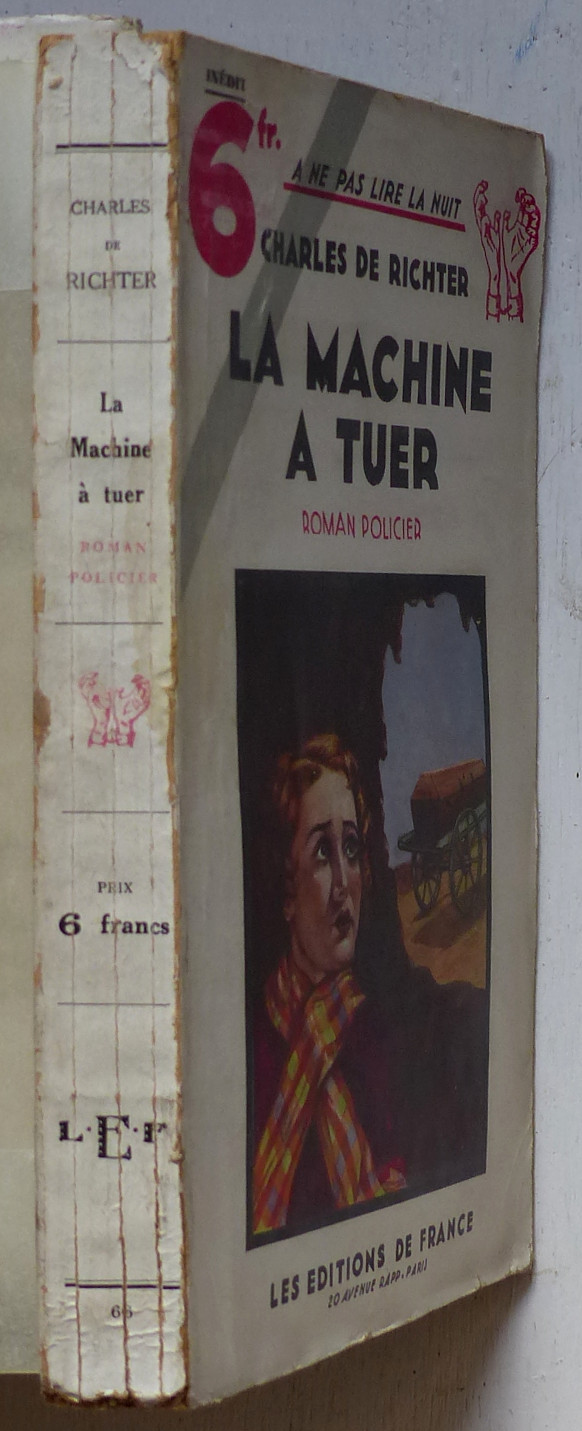 CHARLES
DE
RICHTER
La
Machine
à tuer
ROMAN
POLICIER
PRIX
6 francs
L·E·F
66
INÉDIT
6 fr.
A NE PAS LIRE LA NUIT
CHARLES DE RICHTER
LA MACHINE
A TUER
ROMAN POLICIER
LES EDITIONS DE FRANCE
20 AVENUE RAPP · PARIS